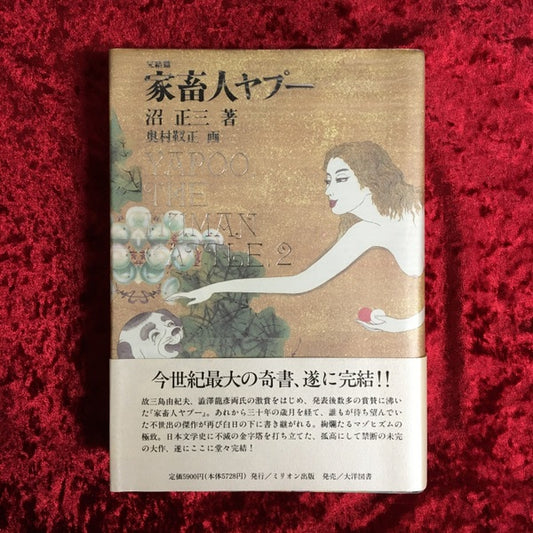 完結篇
家畜人ヤプー
沼 正三 著
奥村靫正 画
YAPOO,
THE
HUMAN
CATTLE. 2
今世紀最大の奇書、遂に完結!!
故三島由紀夫、澁澤龍彦両氏の激賞をはじめ、発表後数多の賞賛に沸い
た『家畜人ヤプー』。あれから三十年の歳月を経て、誰もが待ち望んでい
た不世出の傑作が再び白日の下に書き継がれる。絢爛たるマゾヒズムの
極致。日本文学史に不滅の金字塔を打ち立てた、孤高にして禁断の未完
の大作、遂にここに堂々完結!
定価5900円(本体5728円) 発行/ミリオン出版 発売/大洋図書